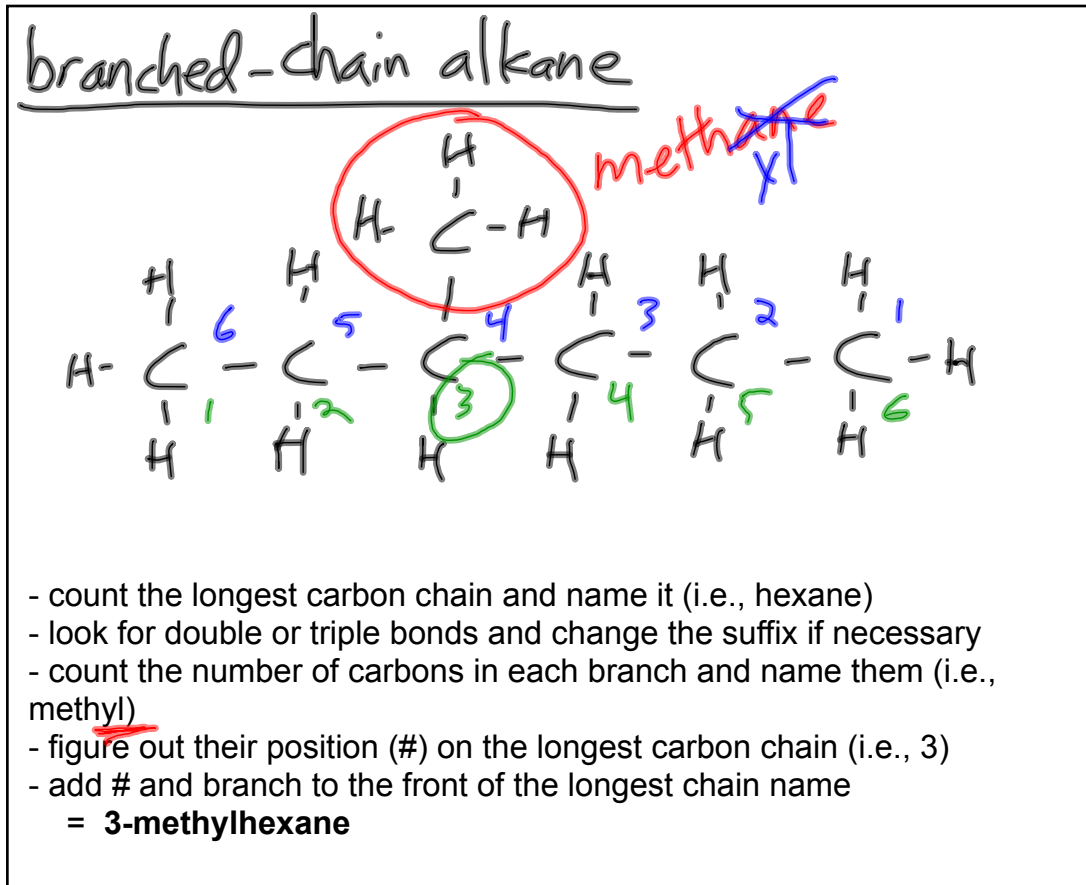 branched-chain alkane
methane
yl
H
H- C -H
H H H H H
6 5 4 3 2 1
H- C - C - C - C - C - C -H
1 2 3 4 5 6
H H H H H H
- count the longest carbon chain and name it (i.e., hexane)
- look for double or triple bonds and change the suffix if necessary
- count the number of carbons in each branch and name them (i.e.,
methyl)
- figure out their position (#) on the longest carbon chain (i.e., 3)
- add # and branch to the front of the longest chain name
= 3-methylhexane